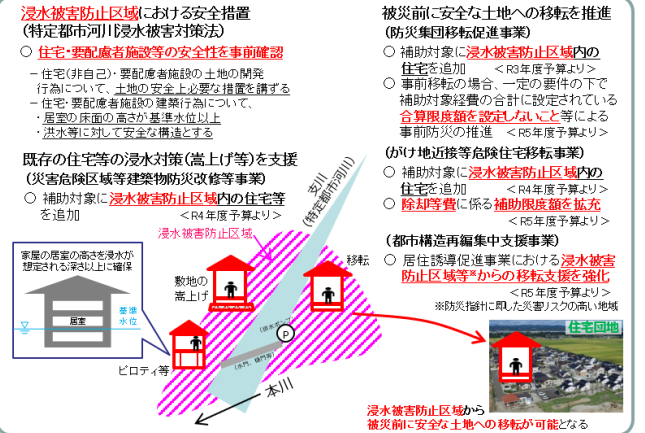 浸水被害防止区域における安全措置
(特定都市河川浸水被害対策法)
○ 住宅・要配慮者施設等の安全性を事前確認
－ 住宅(非自己)・要配慮者施設の土地の開発
行為について、土地の安全上必要な措置を講ずる
－ 住宅・要配慮者施設の建築行為について、
・居室の床面の高さが基準水位以上
・洪水等に対して安全な構造とする
既存の住宅等の浸水対策(嵩上げ等)を支援
(災害危険区域等建築物防災改修等事業)
○ 補助対象に浸水被害防止区域内の住宅等
を追加 ＜R4年度予算より＞
浸水被害防止区域
家屋の居室の高さを浸水が
想定される深さ以上に確保
居室
基準
水位
敷地の
嵩上げ
ピロティ等
移転
支川
(特定都市河川)
(排水ポンプ)
P
(水門、樋門等)
本川
被災前に安全な土地への移転を推進
(防災集団移転促進事業)
○ 補助対象に浸水被害防止区域内の
住宅を追加 ＜R3年度予算より＞
○ 事前移転の場合、一定の要件の下で
補助対象経費の合計に設定されている
合算限度額を設定しないこと等による
事前防災の推進 ＜R5年度予算より＞
(がけ地近接等危険住宅移転事業)
○ 補助対象に浸水被害防止区域内の
住宅を追加 ＜R4年度予算より＞
○ 除却等費に係る補助限度額を拡充
＜R5年度予算より＞
(都市構造再編集中支援事業)
○ 居住誘導促進事業における浸水被害
防止区域等※からの移転支援を強化
＜R5年度予算より＞
※防災指針に即した災害リスクの高い地域
住宅団地
浸水被害防止区域から
被災前に安全な土地への移転が可能となる